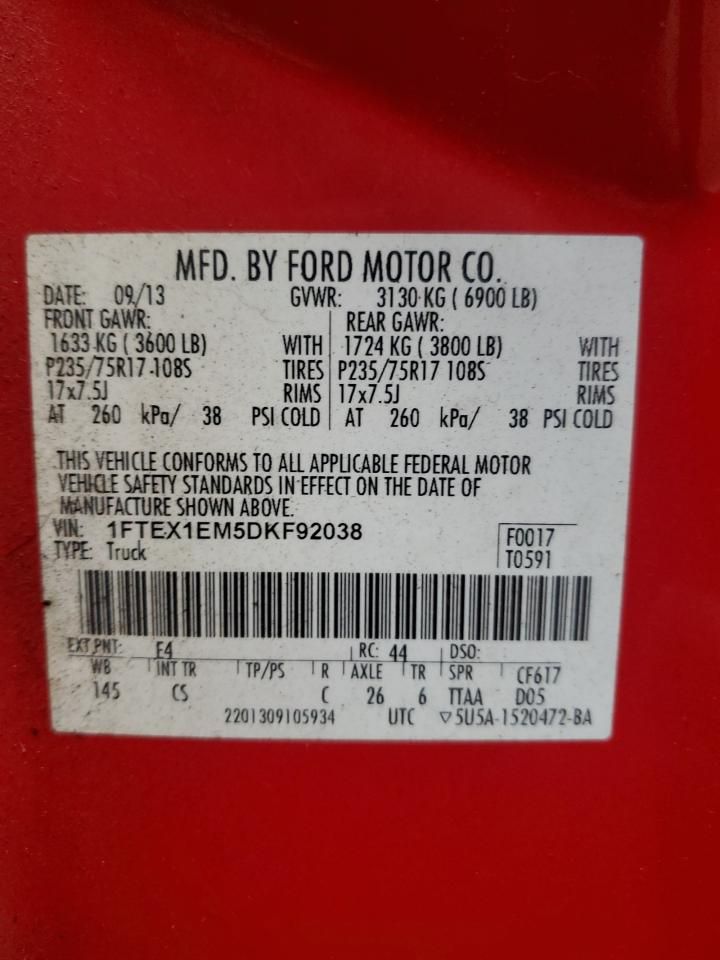 MFD. BY FORD MOTOR CO.
DATE: 09/13 GVWR: 3130 KG ( 6900 LB)
FRONT GAWR: REAR GAWR:
1633 KG ( 3600 LB) WITH 1724 KG ( 3800 LB) WITH
P235/75R17 108S TIRES P235/75R17 108S TIRES
17x7.5J RIMS 17x7.5J RIMS
AT 260 kPa/ 38 PSI COLD AT 260 kPa/ 38 PSI COLD
THIS VEHICLE CONFORMS TO ALL APPLICABLE FEDERAL MOTOR
VEHICLE SAFETY STANDARDS IN EFFECT ON THE DATE OF
MANUFACTURE SHOWN ABOVE.
VIN: 1FTEX1EM5DKF92038 F0017
TYPE: Truck T0591
EXT PNT: E4 RC: 44 DSO:
WB INT TR TP/PS R AXLE TR SPR CF617
145 CS C 26 6 TTAA D05
2201309105934 UTC ▽5U5A-1520472-BA